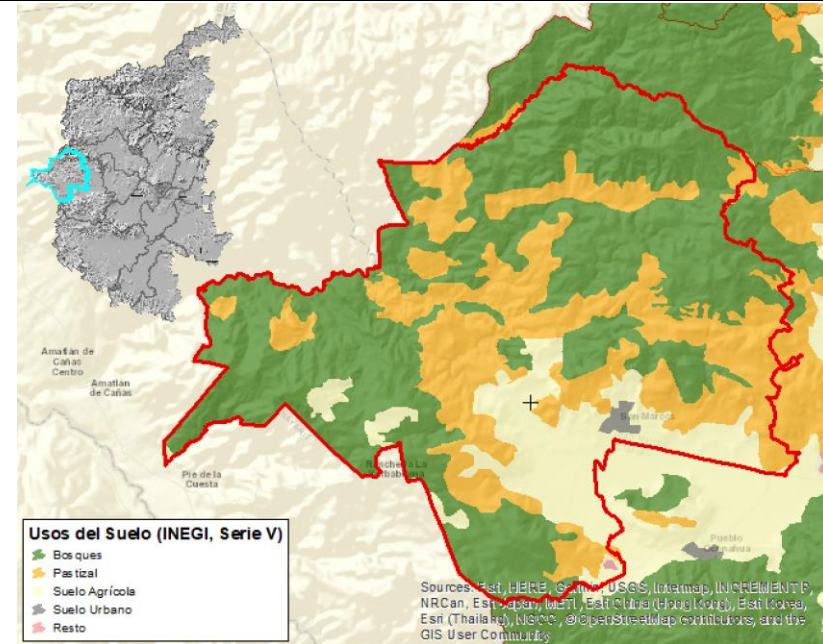 Amatlán de
Cañas
Centro
Amatlán
de Cañas
San Marcos
Pie de la
Cuesta
Ranchería La
Pueblo
Usos del Suelo (INEGI, Serie V)
Bosques
Pastizal
Suelo Agrícola
Suelo Urbano
Resto
Sources: Esri, HERE, Garmin, USGS, Intermap, INCREMENT P,
NRCan, Esri Japan, METI, Esri China (Hong Kong), Esri Korea,
Esri (Thailand), NGCC, © OpenStreetMap contributors, and the
GIS User Community